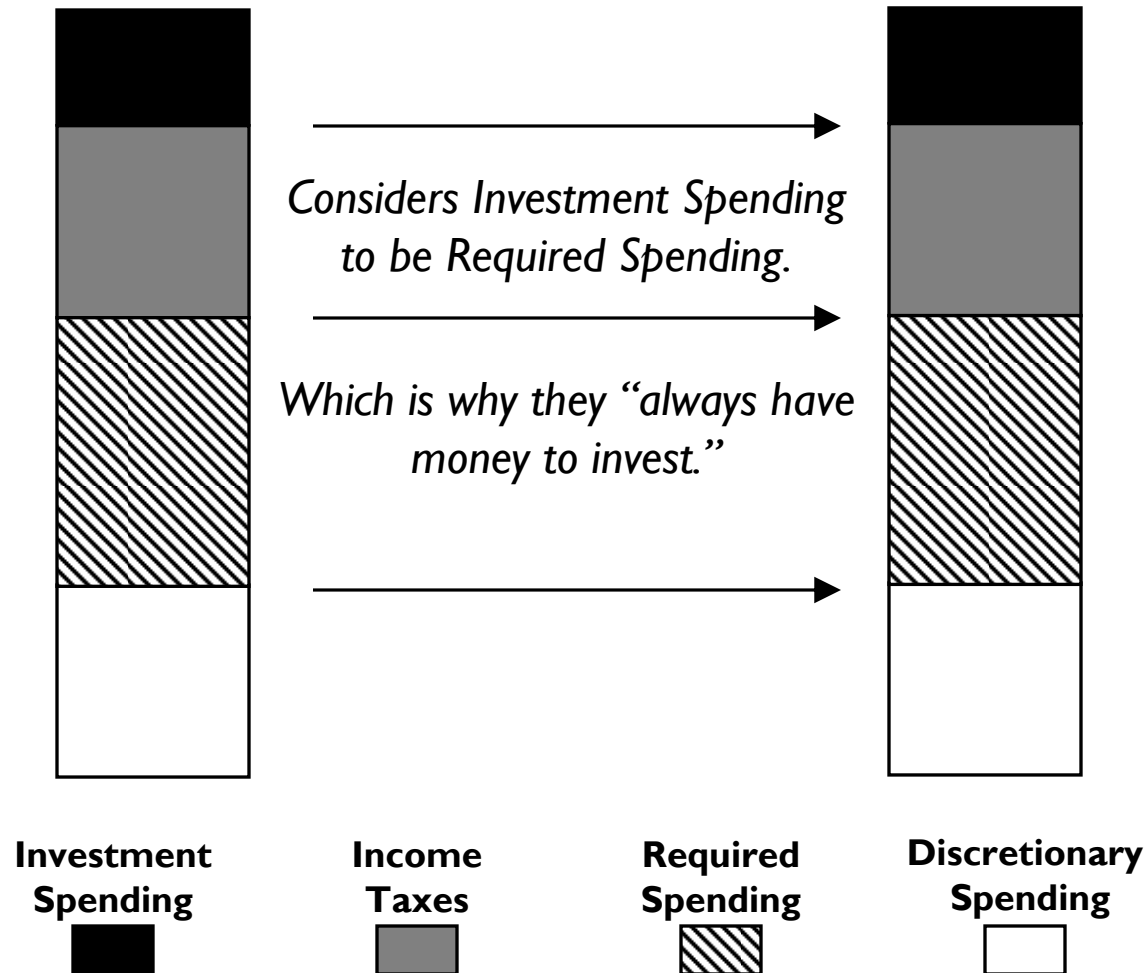 Considers Investment Spending
to be Required Spending.
Which is why they “always have
money to invest.”
Investment
Spending
Income
Taxes
Required
Spending
Discretionary
Spending